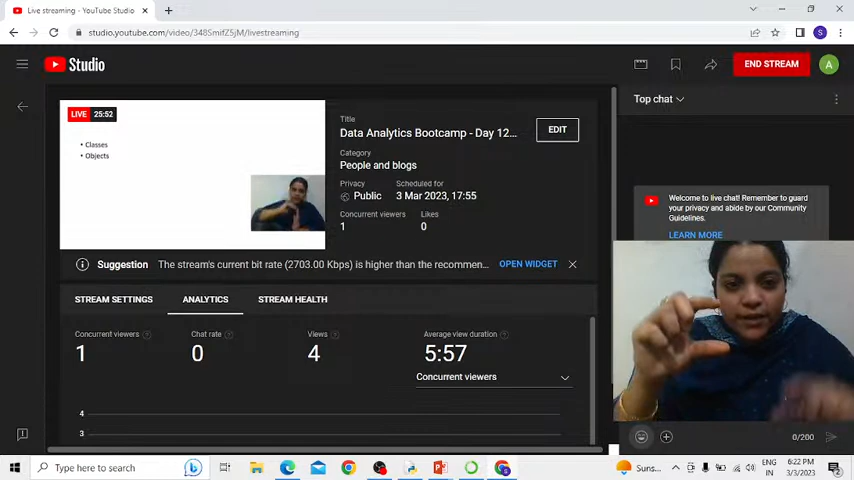 Live streaming - YouTube Studio
studio.youtube.com/video/348SmifZ5jM/livestreaming
Studio
END STREAM
A
S
LIVE 25:52
• Classes
• Objects
Title
Data Analytics Bootcamp - Day 12...
EDIT
Category
People and blogs
Privacy
Scheduled for
Public
3 Mar 2023, 17:55
Concurrent viewers
Likes
1
0
Suggestion The stream's current bit rate (2703.00 Kbps) is higher than the recommen... OPEN WIDGET
STREAM SETTINGS ANALYTICS STREAM HEALTH
Concurrent viewers
Chat rate
Views
Average view duration
1
0
4
5:57
Concurrent viewers
4
3
Top chat
Welcome to live chat! Remember to guard
your privacy and abide by our Community
Guidelines.
LEARN MORE
0/200
Type here to search
Suns...
ENG
IN
6:22 PM
3/3/2023
2